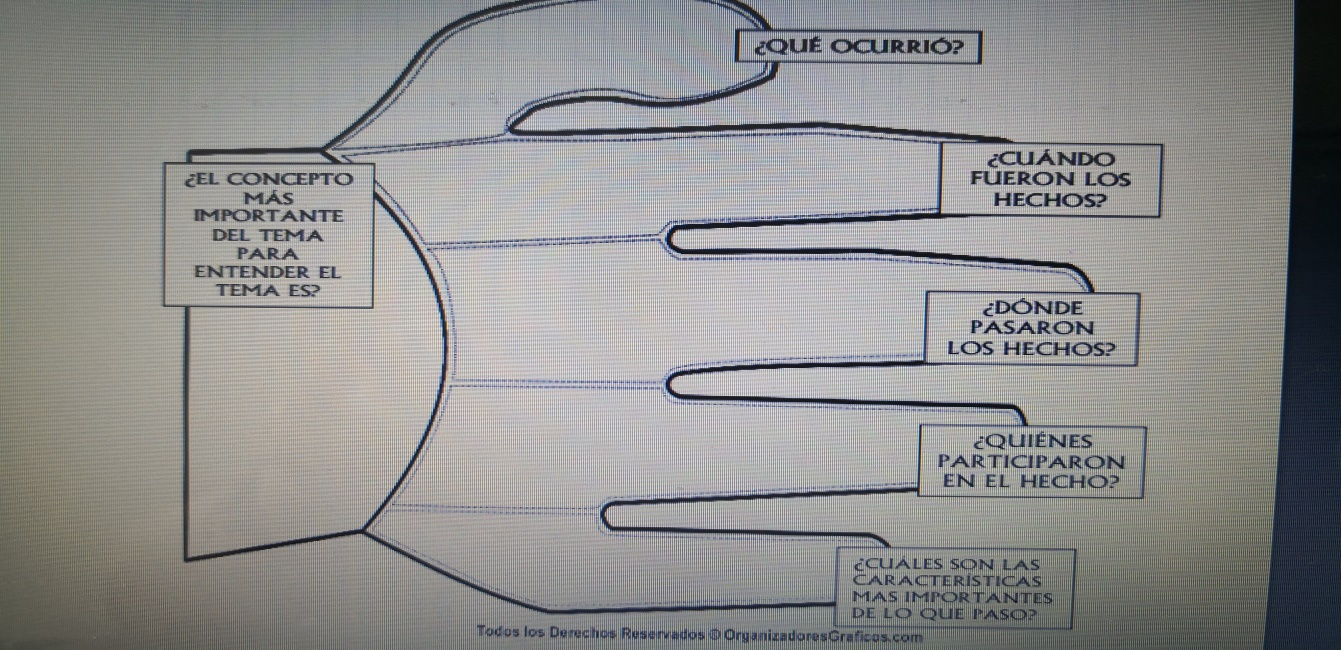 ¿QUÉ OCURRIÓ?
¿CUÁNDO
FUERON LOS
HECHOS?
¿EL CONCEPTO
MÁS
IMPORTANTE
DEL TEMA
PARA
ENTENDER EL
TEMA ES?
¿DÓNDE
PASARON
LOS HECHOS?
¿QUIÉNES
PARTICIPARON
EN EL HECHO?
¿CUÁLES SON LAS
CARACTERÍSTICAS
MAS IMPORTANTES
DE LO QUE PASO?
Todos los Derechos Reservados © OrganizadoresGraficos.com